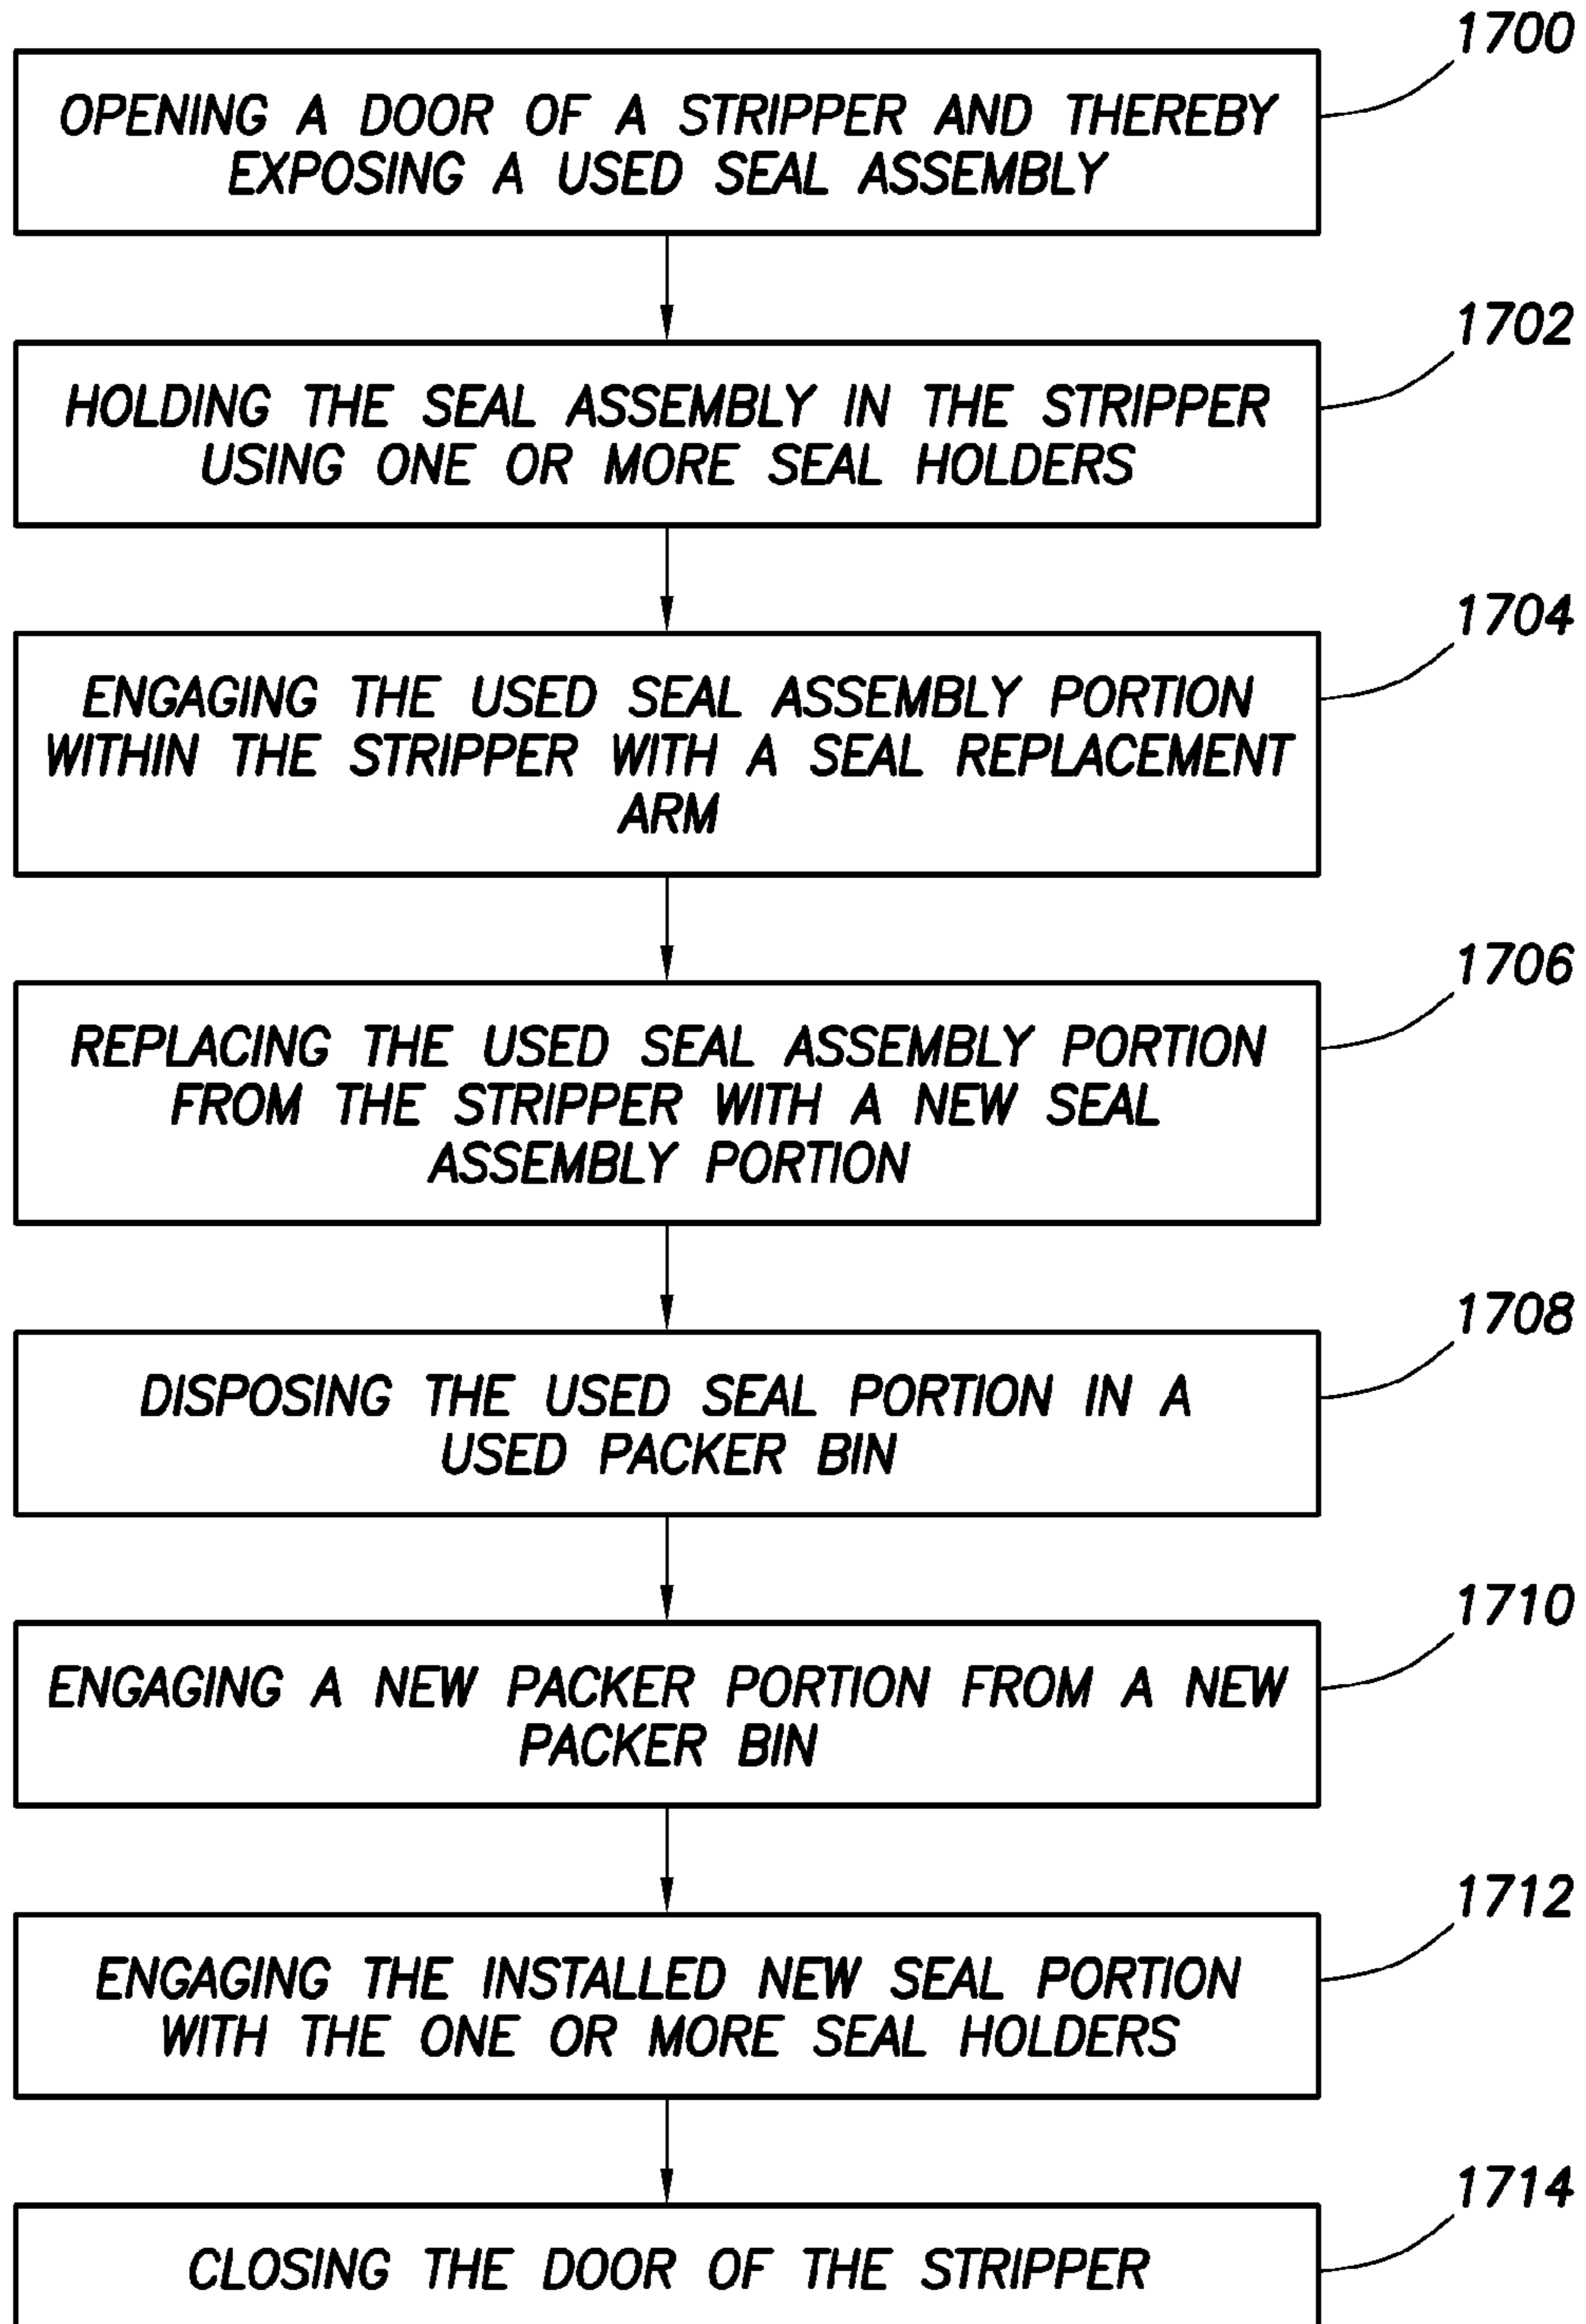 1700
OPENING A DOOR OF A STRIPPER AND THEREBY
EXPOSING A USED SEAL ASSEMBLY
1702
HOLDING THE SEAL ASSEMBLY IN THE STRIPPER
USING ONE OR MORE SEAL HOLDERS
1704
ENGAGING THE USED SEAL ASSEMBLY PORTION
WITHIN THE STRIPPER WITH A SEAL REPLACEMENT
ARM
1706
REPLACING THE USED SEAL ASSEMBLY PORTION
FROM THE STRIPPER WITH A NEW SEAL
ASSEMBLY PORTION
1708
DISPOSING THE USED SEAL PORTION IN A
USED PACKER BIN
1710
ENGAGING A NEW PACKER PORTION FROM A NEW
PACKER BIN
1712
ENGAGING THE INSTALLED NEW SEAL PORTION
WITH THE ONE OR MORE SEAL HOLDERS
1714
CLOSING THE DOOR OF THE STRIPPER